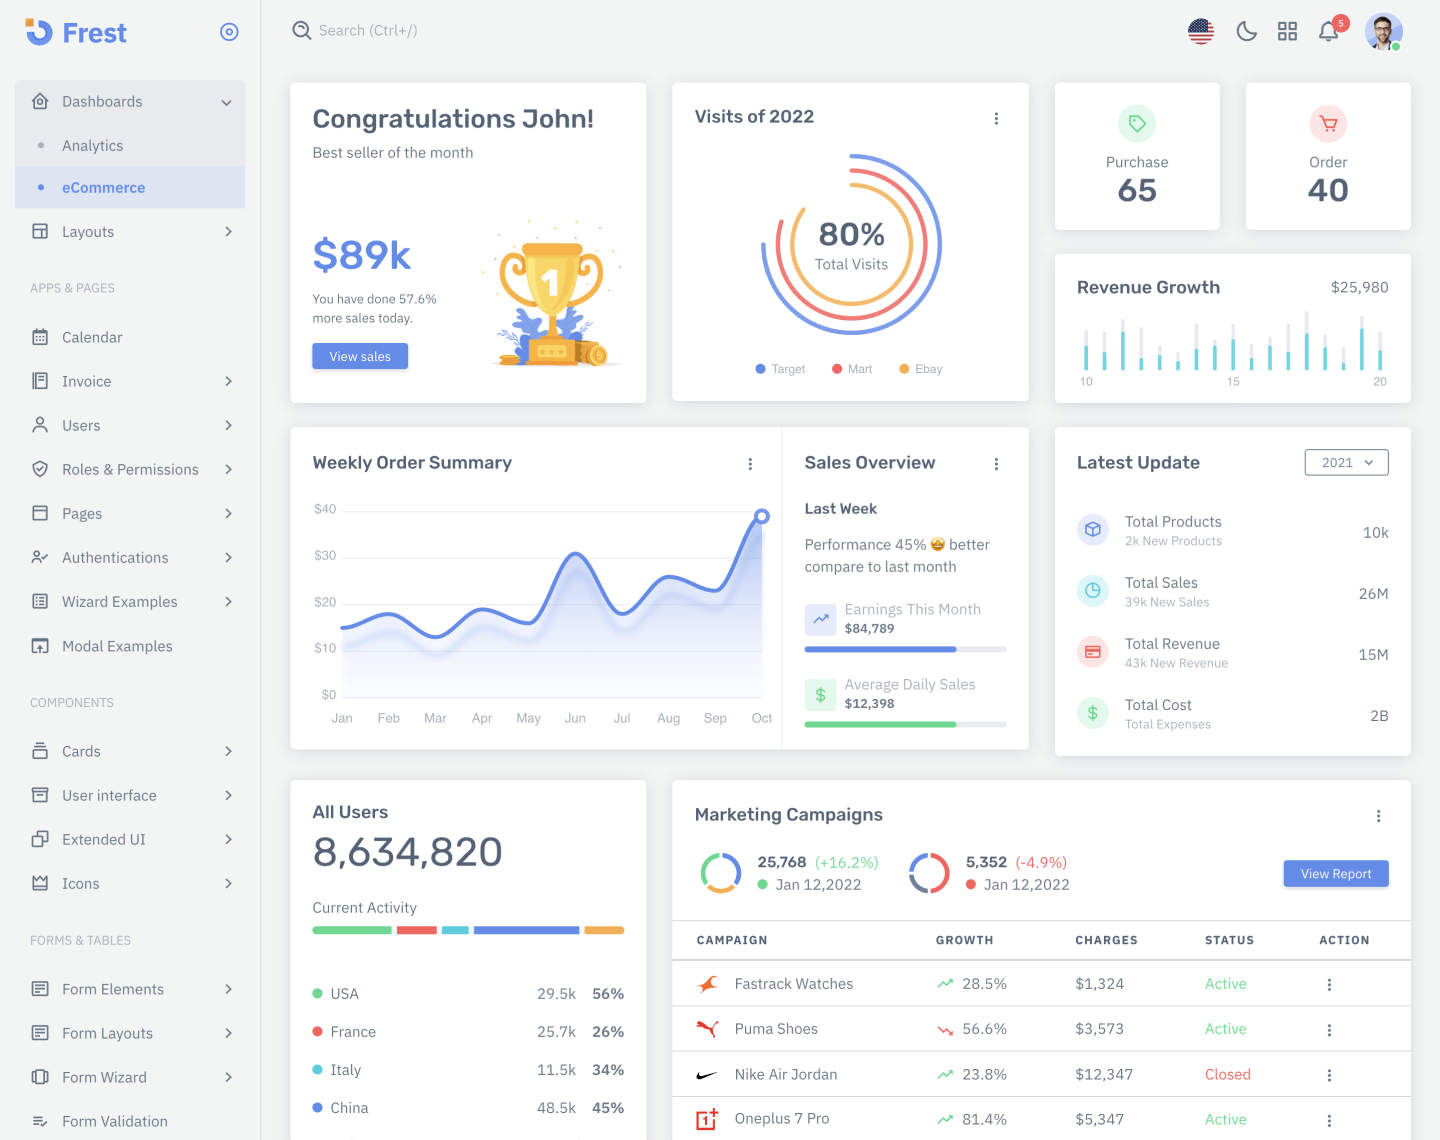 Frest
Search (Ctrl+/)
5
Dashboards
Analytics
eCommerce
Layouts
APPS & PAGES
Calendar
Invoice
Users
Roles & Permissions
Pages
Authentications
Wizard Examples
Modal Examples
COMPONENTS
Cards
User interface
Extended UI
Icons
FORMS & TABLES
Form Elements
Form Layouts
Form Wizard
Form Validation
Congratulations John!
Best seller of the month
$89k
You have done 57.6%
more sales today.
View sales
1
Visits of 2022
80%
Total Visits
Target Mart Ebay
Purchase
65
Order
40
Revenue Growth $25,980
10 15 20
Weekly Order Summary
$40
$30
$20
$10
$0
Jan Feb Mar Apr May Jun Jul Aug Sep Oct
Sales Overview
Last Week
Performance 45% 🤩 better
compare to last month
Earnings This Month
$84,789
$
Average Daily Sales
$12,398
Latest Update 2021
Total Products
2k New Products
10k
Total Sales
39k New Sales
26M
Total Revenue
43k New Revenue
15M
$
Total Cost
Total Expenses
2B
All Users
8,634,820
Current Activity
USA 29.5k 56%
France 25.7k 26%
Italy 11.5k 34%
China 48.5k 45%
Marketing Campaigns
25,768 (+16.2%)
Jan 12,2022
5,352 (-4.9%)
Jan 12,2022
View Report
CAMPAIGN GROWTH CHARGES STATUS ACTION
Fastrack Watches 28.5% $1,324 Active
Puma Shoes 56.6% $3,573 Active
Nike Air Jordan 23.8% $12,347 Closed
1+ Oneplus 7 Pro 81.4% $5,347 Active